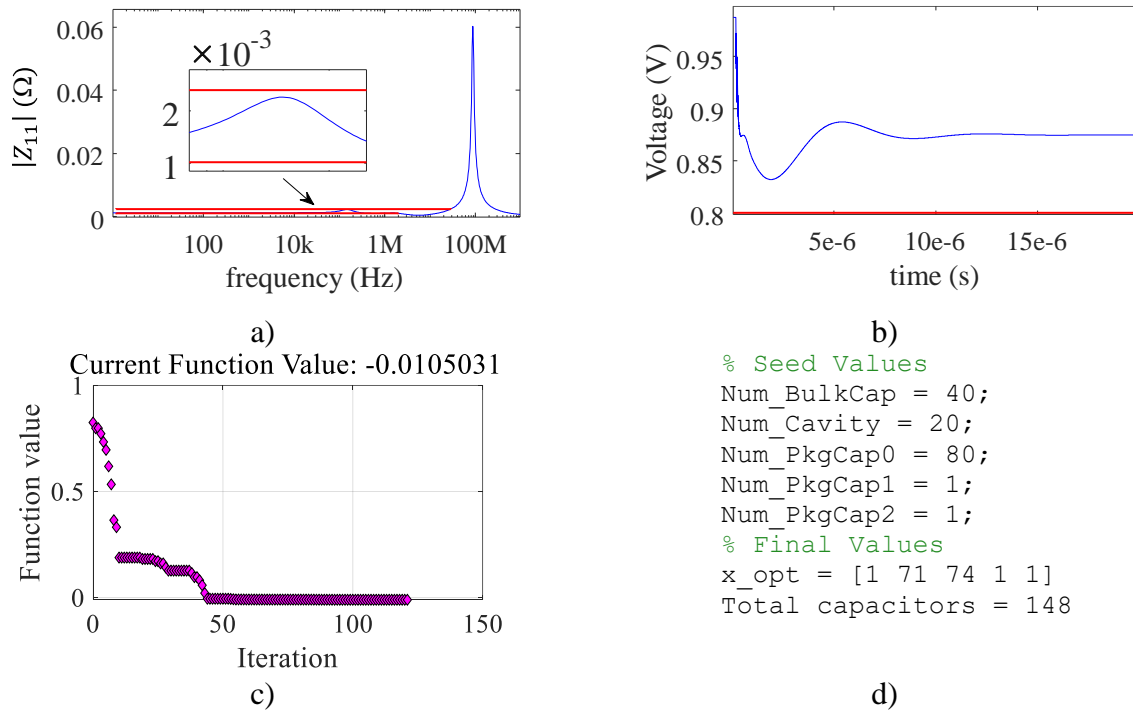 0.06
0.04
0.02
0
|Z₁₁| (Ω)
×10⁻³
2
1
100
10k
1M
100M
frequency (Hz)
a)
0.95
0.9
0.85
0.8
Voltage (V)
5e-6
10e-6
15e-6
time (s)
b)
Current Function Value: -0.0105031
1
0.5
0
Function value
0
50
100
150
Iteration
c)
% Seed Values
Num_BulkCap = 40;
Num_Cavity = 20;
Num_PkgCap0 = 80;
Num_PkgCap1 = 1;
Num_PkgCap2 = 1;
% Final Values
x_opt = [1 71 74 1 1]
Total capacitors = 148
d)